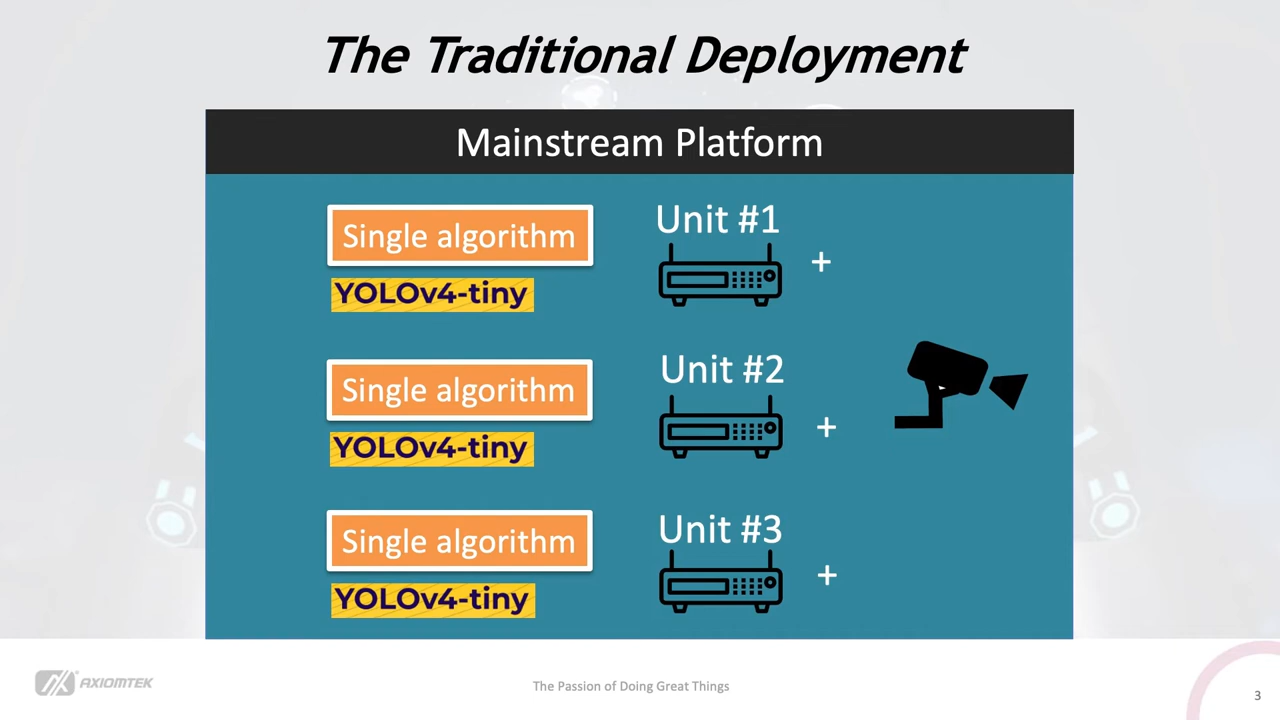 The Traditional Deployment
Mainstream Platform
Single algorithm
YOLOv4-tiny
Unit #1
+
Single algorithm
YOLOv4-tiny
Unit #2
+
Single algorithm
YOLOv4-tiny
Unit #3
+
AXIOMTEK
The Passion of Doing Great Things
3